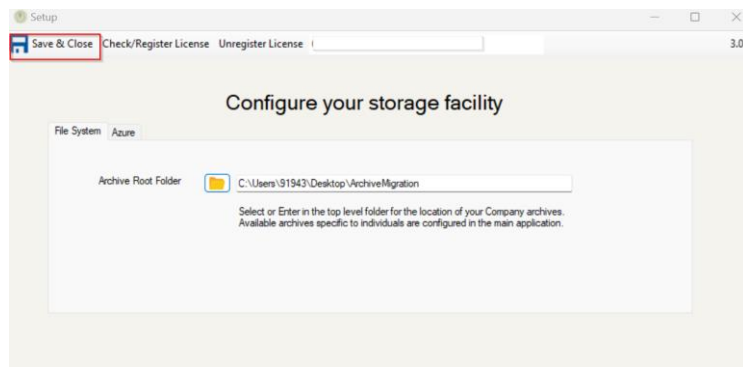 Setup
Save & Close Check/Register License Unregister License
3.0
Configure your storage facility
File System Azure
Archive Root Folder C:\Users\91943\Desktop\ArchiveMigration
Select or Enter in the top level folder for the location of your Company archives.
Available archives specific to individuals are configured in the main application.